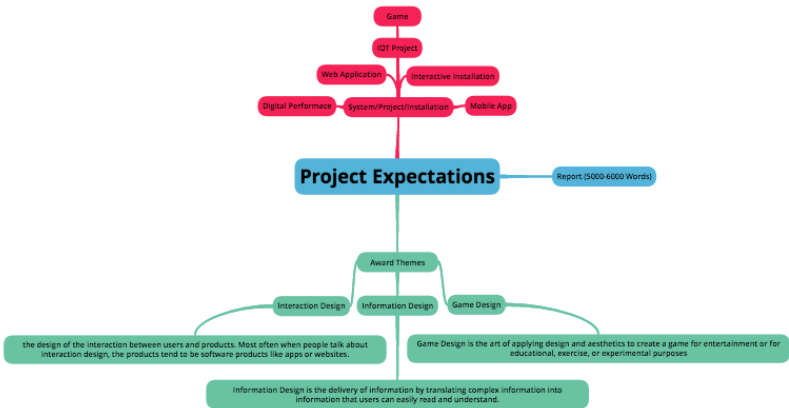 Game
IOT Project
Web Application
Interactive Installation
Digital Performace
System/Project/Installation
Mobile App
Project Expectations
Report (5000-6000 Words)
Award Themes
Interaction Design
Information Design
Game Design
the design of the interaction between users and products. Most often when people talk about
interaction design, the products tend to be software products like apps or websites.
Game Design is the art of applying design and aesthetics to create a game for entertainment or for
educational, exercise, or experimental purposes
Information Design is the delivery of information by translating complex information into
information that users can easily read and understand.